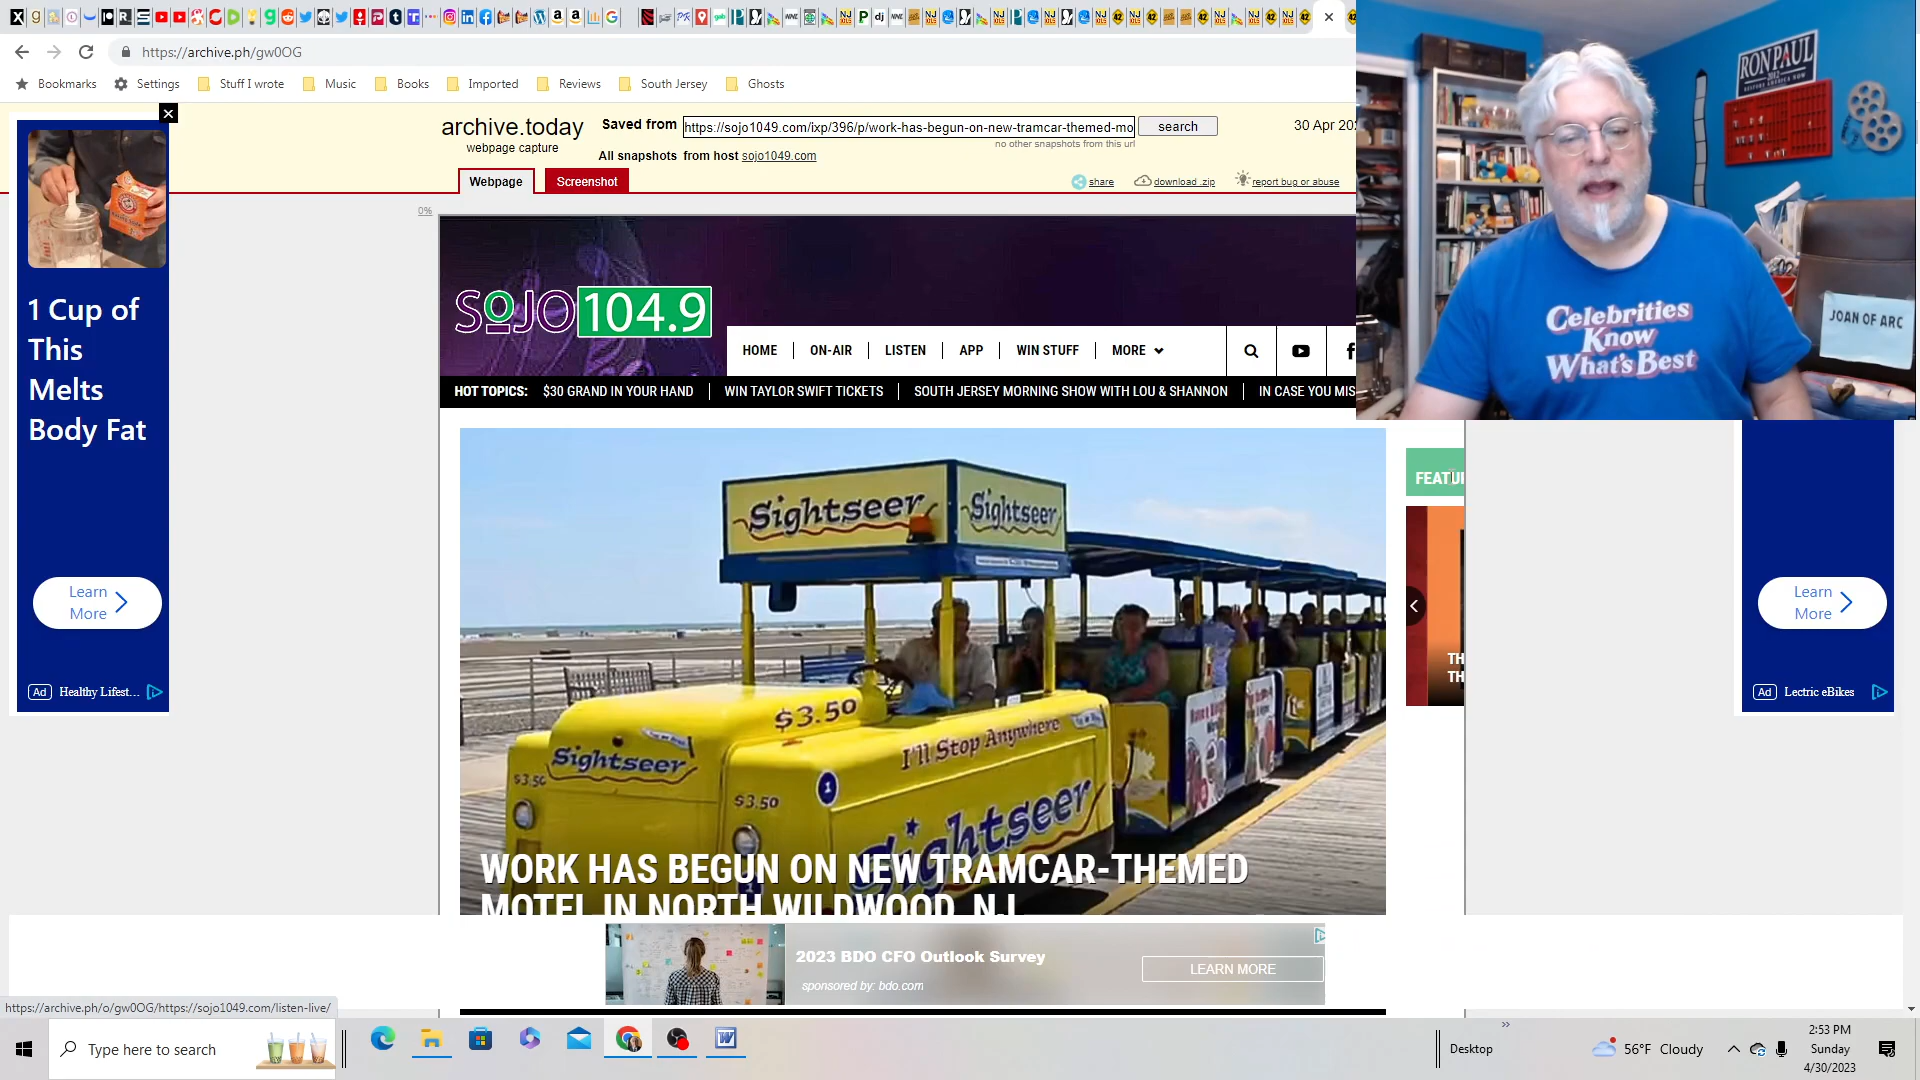 https://archive.ph/gw0OG
Bookmarks Settings Stuff I wrote Music Books Imported Reviews South Jersey Ghosts
archive.today
webpage capture
Saved from https://sojo1049.com/ixp/396/p/work-has-begun-on-new-tramcar-themed-mo search 30 Apr
no other snapshots from this url
All snapshots from host sojo1049.com
Webpage Screenshot
share download .zip report bug or abuse
0%
SOJO 104.9
HOME ON-AIR LISTEN APP WIN STUFF MORE
HOT TOPICS: $30 GRAND IN YOUR HAND WIN TAYLOR SWIFT TICKETS SOUTH JERSEY MORNING SHOW WITH LOU & SHANNON IN CASE YOU MIS
1 Cup of
This
Melts
Body Fat
Learn
More
Ad Healthy Lifest...
RON PAUL
2012
JOAN OF ARC
Celebrities
Know
What's Best
FEATU
TH
TH
Learn
More
Ad Lectric eBikes
Sightseer
Sightseer
$3.50
I'll Stop Anywhere
Sightseer
$3.50
$3.50
1
Sightseer
1
WORK HAS BEGUN ON NEW TRAMCAR-THEMED
MOTEL IN NORTH WILDWOOD, NJ
2023 BDO CFO Outlook Survey
sponsored by: bdo.com
LEARN MORE
https://archive.ph/o/gw0OG/https://sojo1049.com/listen-live/
Type here to search
Desktop
56°F Cloudy
2:53 PM
Sunday
4/30/2023